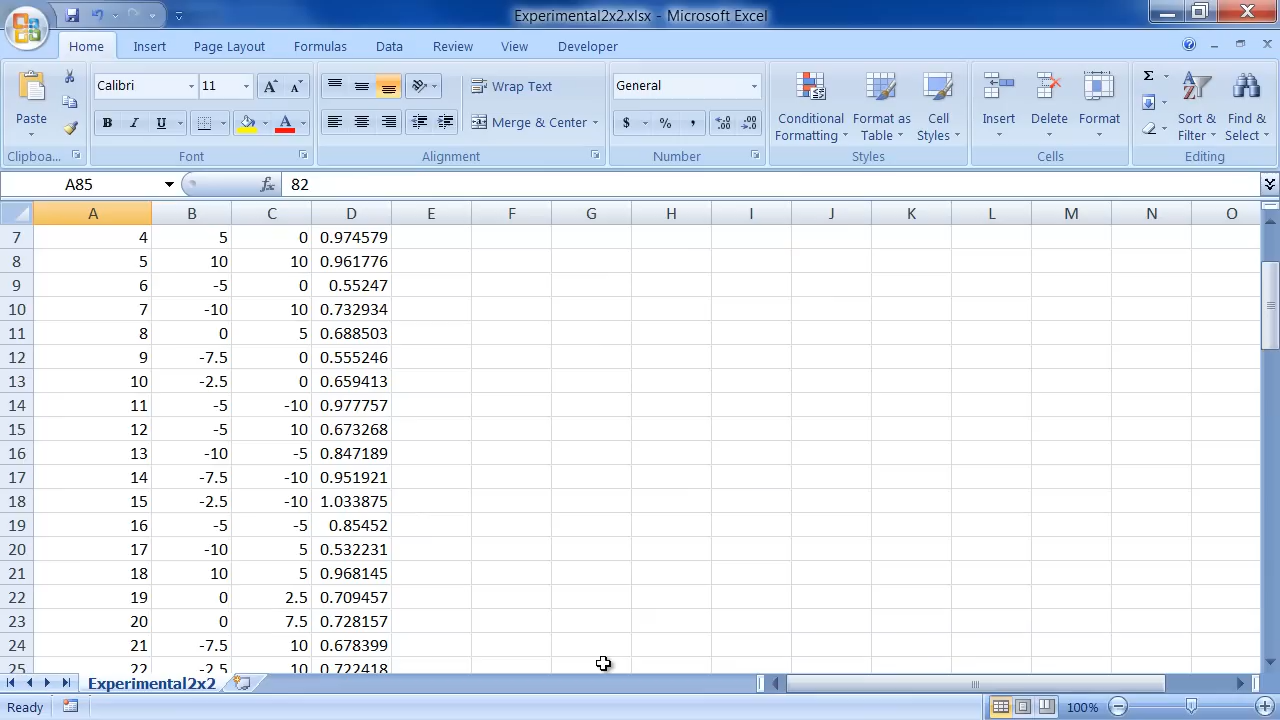 Experimental2x2.xlsx - Microsoft Excel
Home Insert Page Layout Formulas Data Review View Developer
Paste
Calibri 11
B I U A
Wrap Text
Merge & Center
General
$ % ,
Conditional Formatting Format as Table Cell Styles
Insert Delete Format
Σ Sort & Filter Find & Select
Clipboa... Font Alignment Number Styles Cells Editing
A85 fx 82
A B C D E F G H I J K L M N O
7 4 5 0 0.974579
8 5 10 10 0.961776
9 6 -5 0 0.55247
10 7 -10 10 0.732934
11 8 0 5 0.688503
12 9 -7.5 0 0.555246
13 10 -2.5 0 0.659413
14 11 -5 -10 0.977757
15 12 -5 10 0.673268
16 13 -10 -5 0.847189
17 14 -7.5 -10 0.951921
18 15 -2.5 -10 1.033875
19 16 -5 -5 0.85452
20 17 -10 5 0.532231
21 18 10 5 0.968145
22 19 0 2.5 0.709457
23 20 0 7.5 0.728157
24 21 -7.5 10 0.678399
25 22 -2.5 10 0.722418
Experimental2x2
Ready 100%